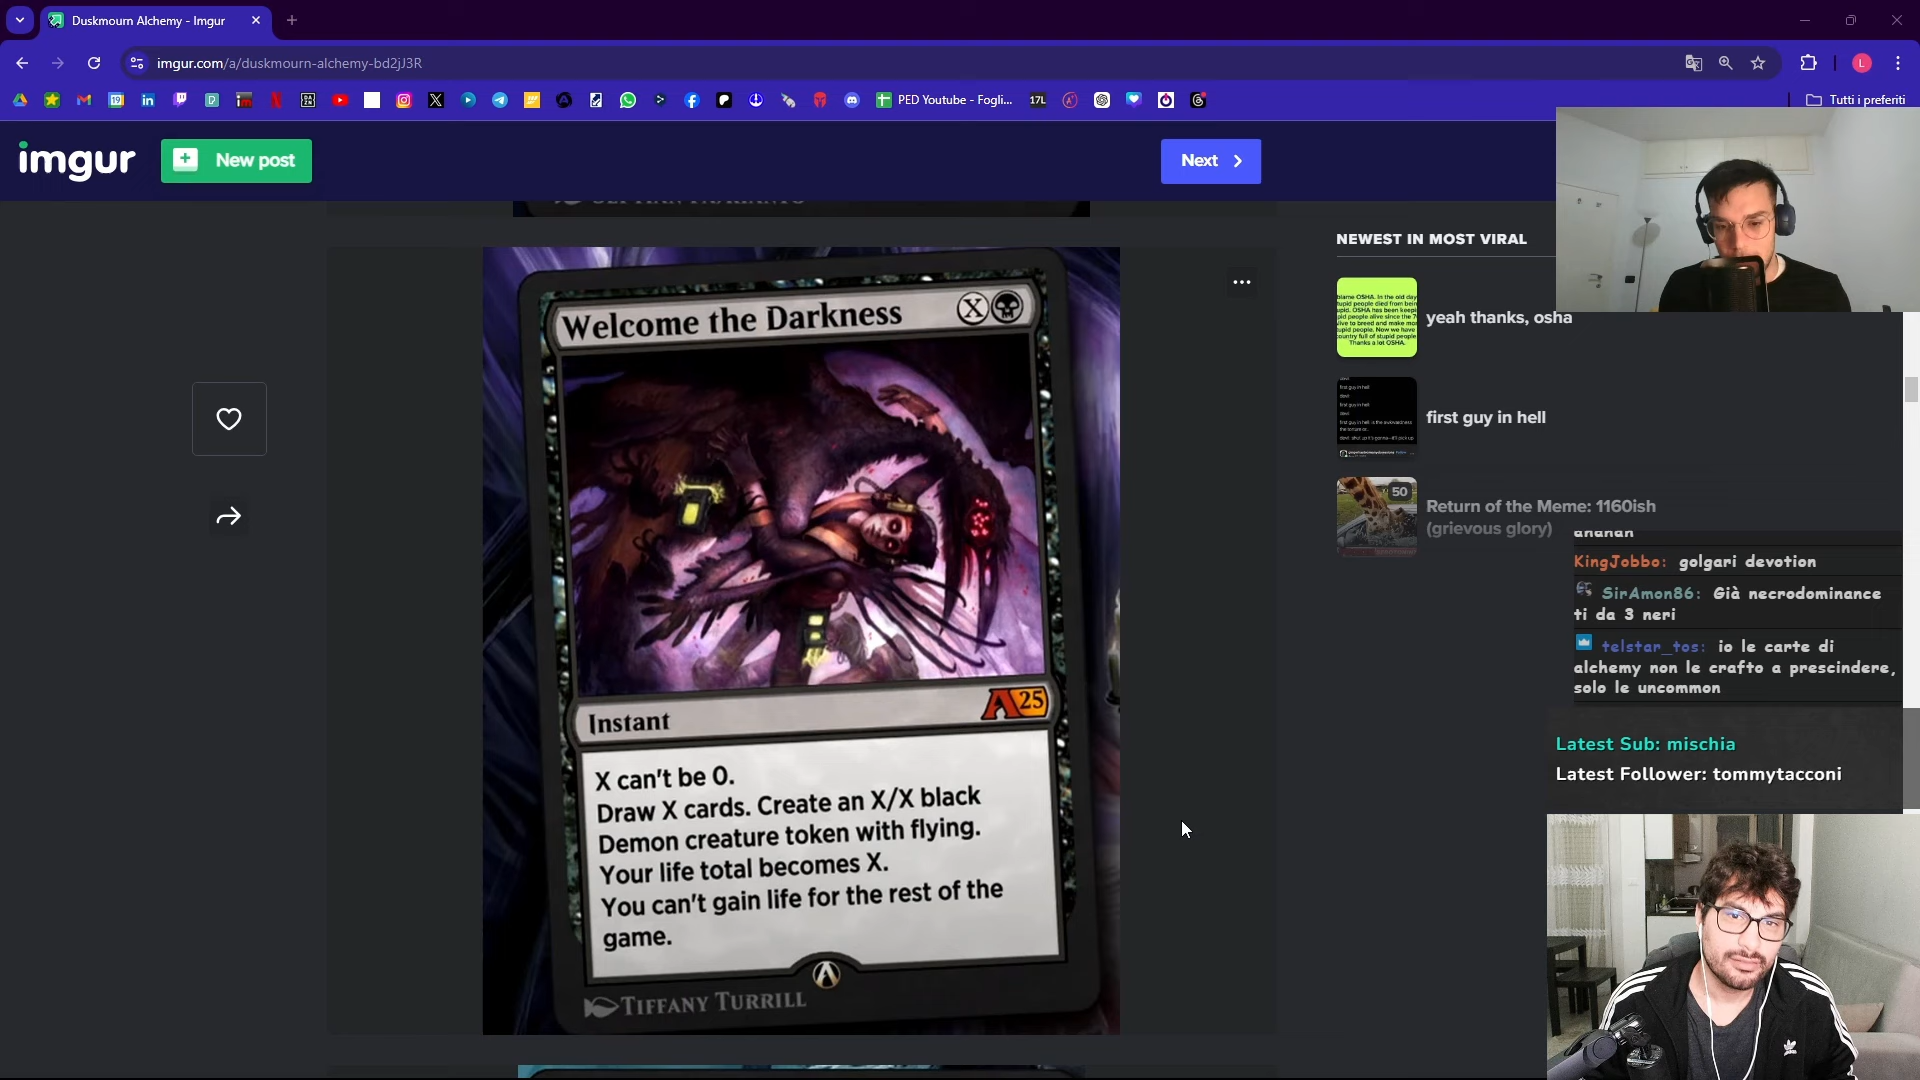 Duskmourn Alchemy - Imgur
imgur.com/a/duskmourn-alchemy-bd2jJ3R
PED Youtube - Fogli...
17L
Tutti i preferiti
imgur
New post
Next
Welcome the Darkness X
A25
Instant
X can't be 0.
Draw X cards. Create an X/X black
Demon creature token with flying.
Your life total becomes X.
You can't gain life for the rest of the
game.
TIFFANY TURRILL
NEWEST IN MOST VIRAL
yeah thanks, osha
first guy in hell
50
Return of the Meme: 1160ish
(grievous glory)
KingJobbo: golgari devotion
SirAmon86: Già necrodominance
ti da 3 neri
telstar_tos: io le carte di
alchemy non le crafto a prescindere,
solo le uncommon
Latest Sub: mischia
Latest Follower: tommytacconi